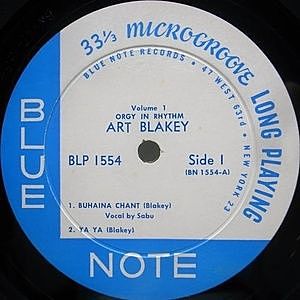 33 1/3 MICROGROOVE LONG PLAYING
BLUE NOTE RECORDS • 47 WEST 63rd • NEW YORK 23
Volume 1
ORGY IN RHYTHM
ART BLAKEY
BLP 1554
Side 1
(BN 1554-A)
1. BUHAINA CHANT (Blakey)
Vocal by Sabu
2. YA YA (Blakey)
BLUE
NOTE